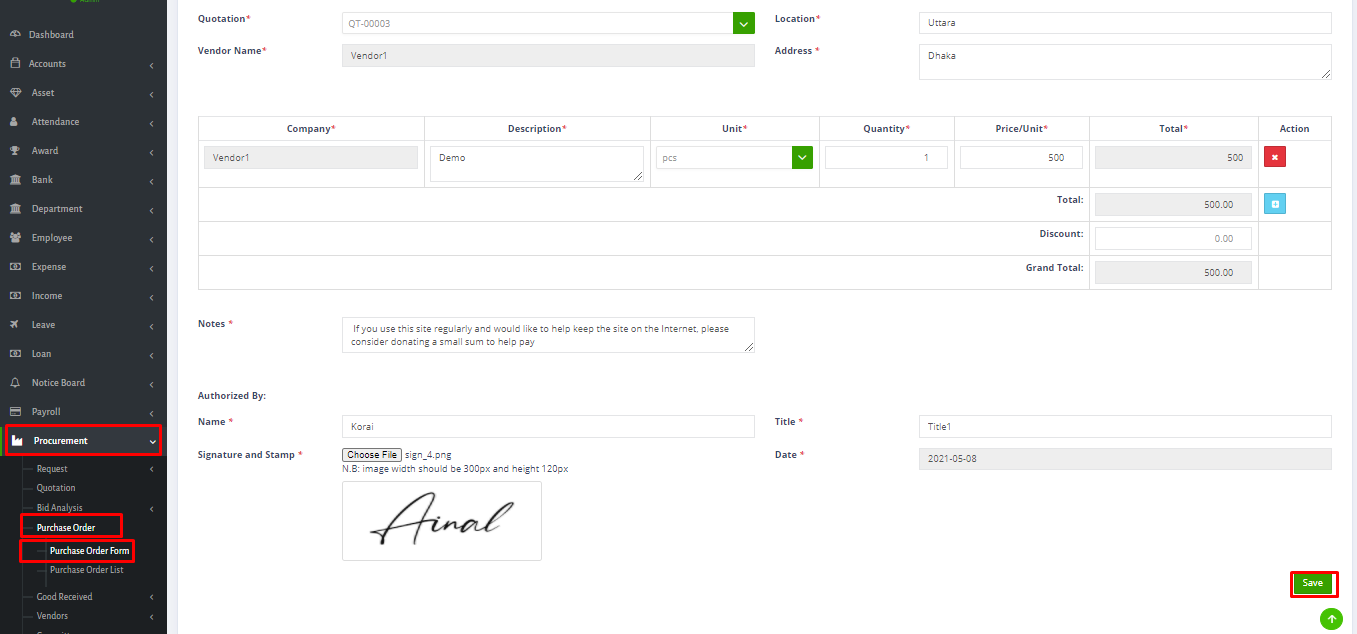 Admin
Dashboard
Accounts
Asset
Attendance
Award
Bank
Department
Employee
Expense
Income
Leave
Loan
Notice Board
Payroll
Procurement
Request
Quotation
Bid Analysis
Purchase Order
Purchase Order Form
Purchase Order List
Good Received
Vendors
Quotation* QT-00003 Location* Uttara
Vendor Name* Vendor1 Address * Dhaka
Company* Description* Unit* Quantity* Price/Unit* Total* Action
Vendor1 Demo pcs 1 500 500
Total: 500.00
Discount: 0.00
Grand Total: 500.00
Notes * If you use this site regularly and would like to help keep the site on the Internet, please
consider donating a small sum to help pay
Authorized By:
Name * Korai Title * Title1
Signature and Stamp * Choose File sign_4.png Date * 2021-05-08
N.B: image width should be 300px and height 120px
Ainal
Save